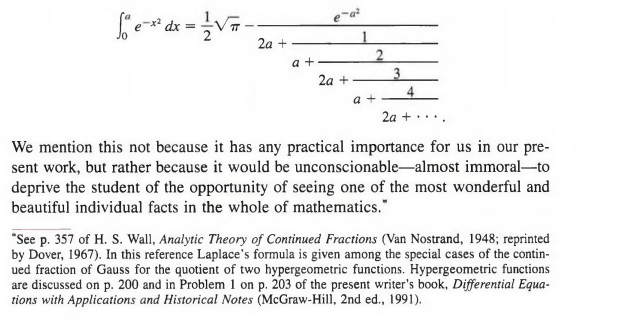 ∫₀ᵃ e^{-x²} dx = 1/2 √π - e^{-a²}
1
2a +
2
a +
3
2a +
4
a +
2a + · · · .
We mention this not because it has any practical importance for us in our pre-
sent work, but rather because it would be unconscionable—almost immoral—to
deprive the student of the opportunity of seeing one of the most wonderful and
beautiful individual facts in the whole of mathematics.*
*See p. 357 of H. S. Wall, Analytic Theory of Continued Fractions (Van Nostrand, 1948; reprinted
by Dover, 1967). In this reference Laplace's formula is given among the special cases of the contin-
ued fraction of Gauss for the quotient of two hypergeometric functions. Hypergeometric functions
are discussed on p. 200 and in Problem 1 on p. 203 of the present writer's book, Differential Equa-
tions with Applications and Historical Notes (McGraw-Hill, 2nd ed., 1991).